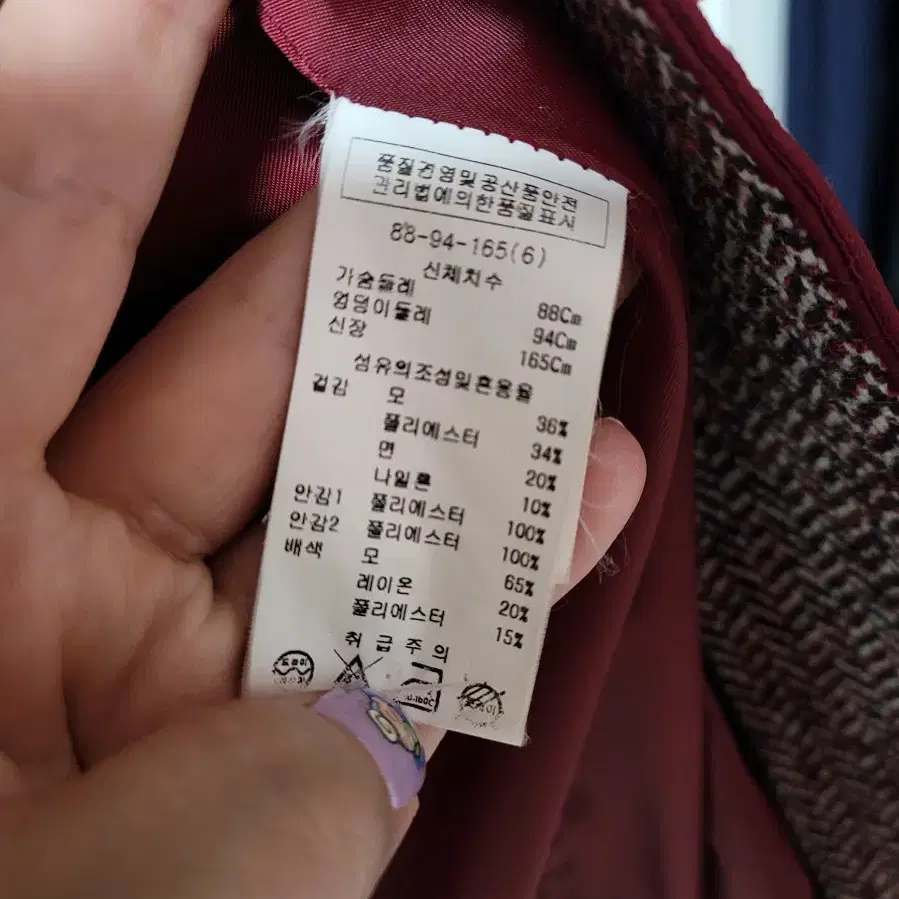 품질경영및공산품안전
관리법에의한품질표시
88-94-165(6)
신체치수
가슴둘레 88Cm
엉덩이둘레 94Cm
신장 165Cm
섬유의조성및혼용율
겉감 모 36%
폴리에스터 34%
면 20%
나일론 10%
안감1 폴리에스터 100%
안감2 폴리에스터 100%
배색 모 65%
레이온 20%
폴리에스터 15%
취급주의
드라이